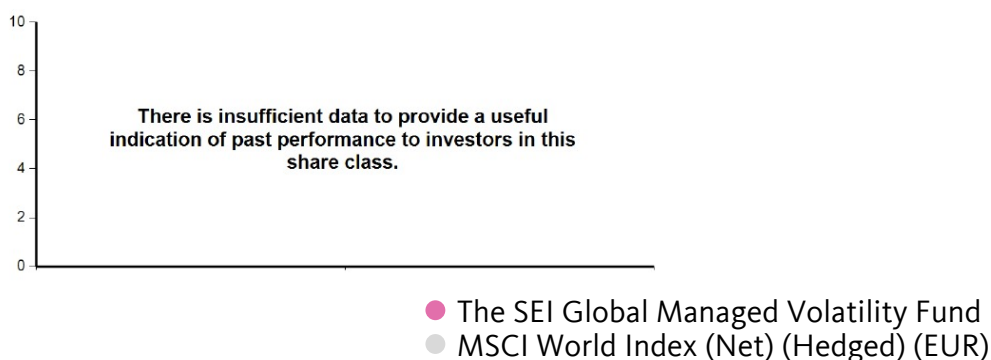 10
8
6
4
2
0
There is insufficient data to provide a useful
indication of past performance to investors in this
share class.
The SEI Global Managed Volatility Fund
MSCI World Index (Net) (Hedged) (EUR)